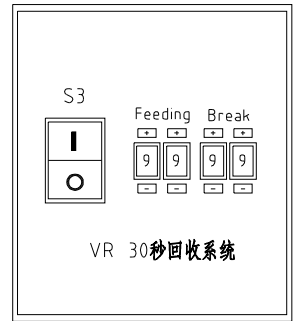 S3
Feeding Break
+ + + +
9 9 9 9
- - - -
VR 30秒回收系统